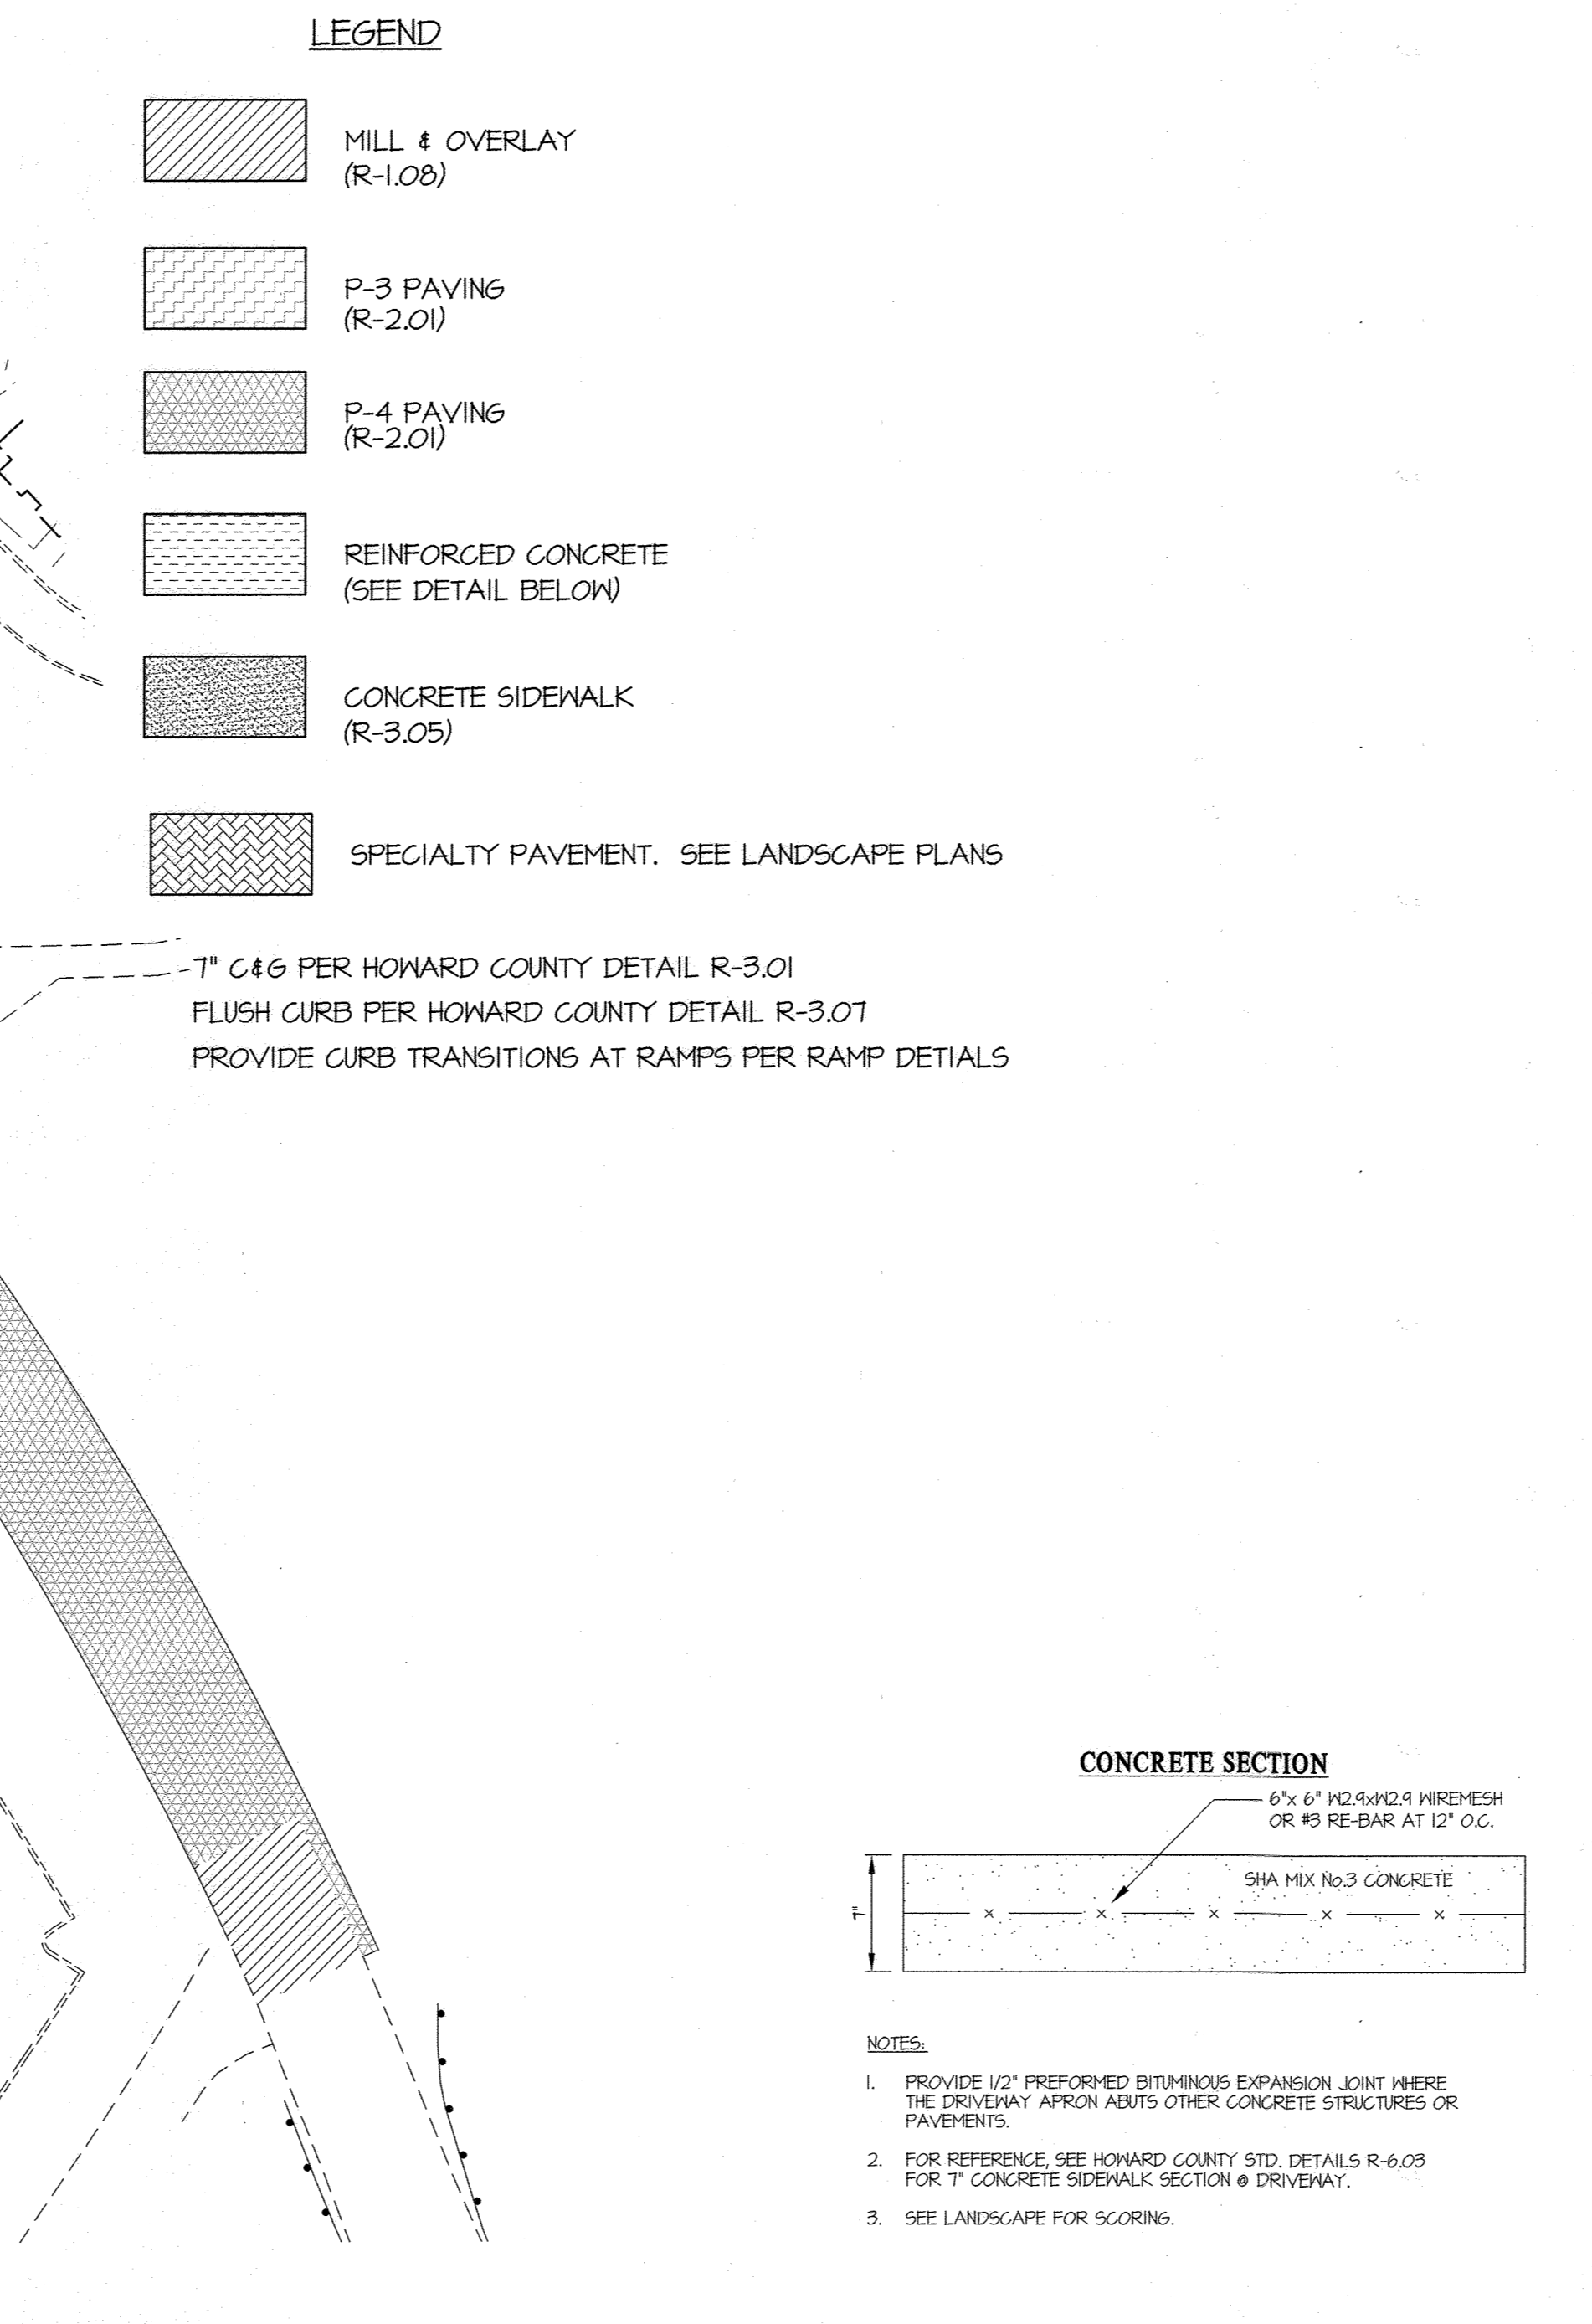 LEGEND
MILL & OVERLAY
(R-1.08)
P-3 PAVING
(R-2.01)
P-4 PAVING
(R-2.01)
REINFORCED CONCRETE
(SEE DETAIL BELOW)
CONCRETE SIDEWALK
(R-3.05)
SPECIALTY PAVEMENT. SEE LANDSCAPE PLANS
7" C&G PER HOWARD COUNTY DETAIL R-3.01
FLUSH CURB PER HOWARD COUNTY DETAIL R-3.07
PROVIDE CURB TRANSITIONS AT RAMPS PER RAMP DETIALS
CONCRETE SECTION
6"x 6" W2.9xW2.9 WIREMESH
OR #3 RE-BAR AT 12" O.C.
SHA MIX No.3 CONCRETE
7"
NOTES:
1. PROVIDE 1/2" PREFORMED BITUMINOUS EXPANSION JOINT WHERE
THE DRIVEWAY APRON ABUTS OTHER CONCRETE STRUCTURES OR
PAVEMENTS.
2. FOR REFERENCE, SEE HOWARD COUNTY STD. DETAILS R-6.03
FOR 7" CONCRETE SIDEWALK SECTION @ DRIVEWAY.
3. SEE LANDSCAPE FOR SCORING.